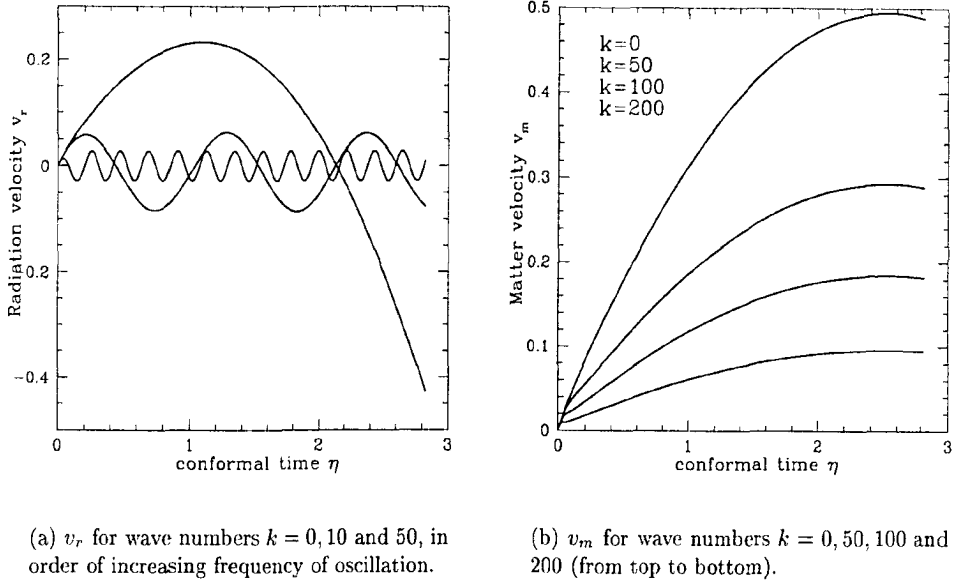 0.2
0
0.2
−0.4
Radiation velocity v_r
0
1
2
3
conformal time η
(a) v_r for wave numbers k = 0, 10 and 50, in
order of increasing frequency of oscillation.
k=0
k=50
k=100
k=200
0.5
0.4
0.3
0.2
0.1
0
Matter velocity v_m
0
1
2
3
conformal time η
(b) v_m for wave numbers k = 0, 50, 100 and
200 (from top to bottom).